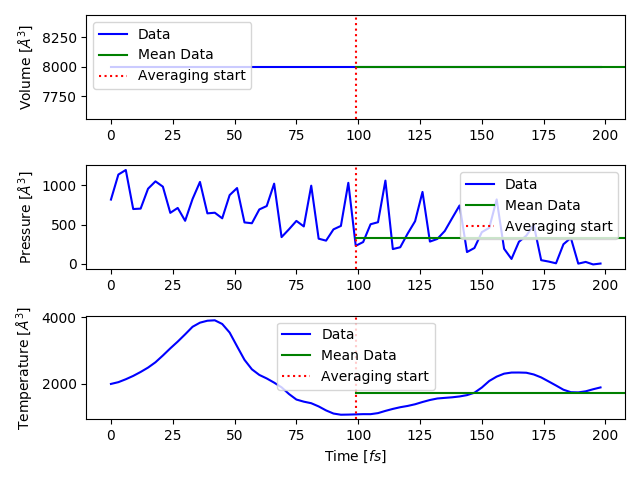 Volume [Å³]
8250
8000
7750
Data
Mean Data
Averaging start
0 25 50 75 100 125 150 175 200
Pressure [Å³]
1000
500
0
Data
Mean Data
Averaging start
0 25 50 75 100 125 150 175 200
Temperature [Å³]
4000
2000
Data
Mean Data
Averaging start
0 25 50 75 100 125 150 175 200
Time [fs]